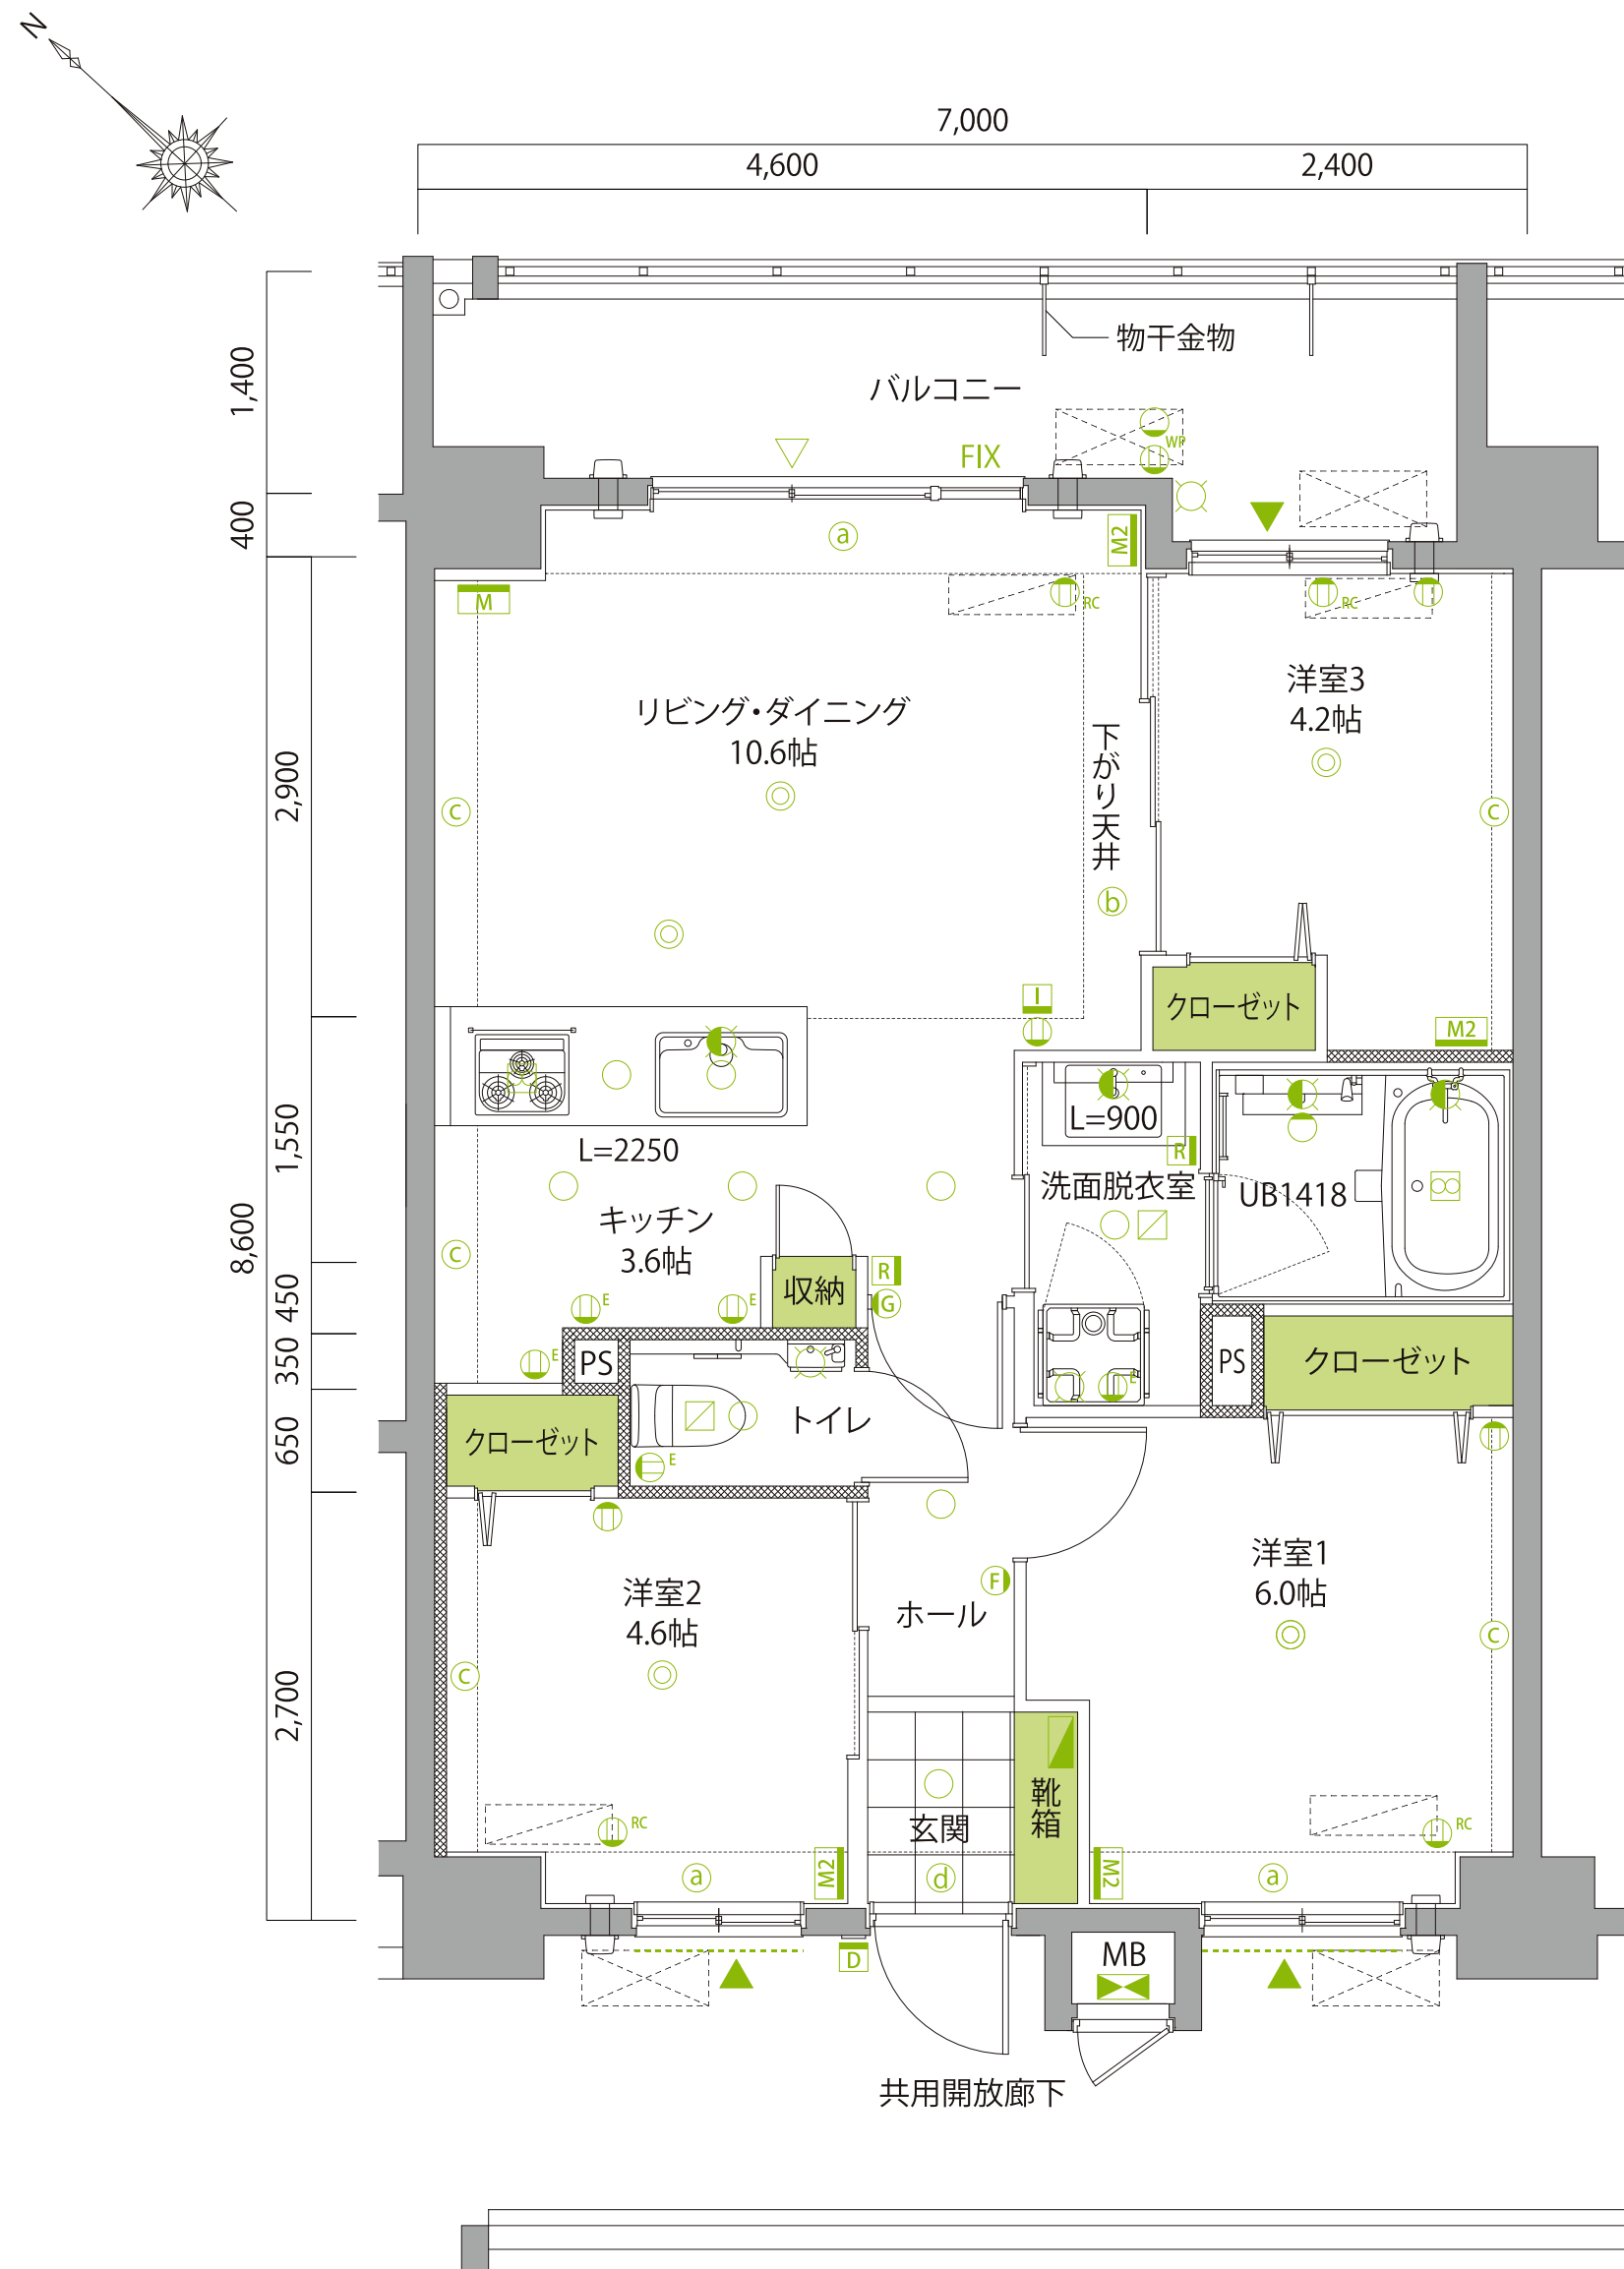 N
7,000
4,600
2,400
1,400
400
2,900
1,550
8,600
450
350
650
2,700
物干金物
バルコニー
FIX
WP
a
M2
M
RC
RC
リビング・ダイニング
10.6帖
洋室3
4.2帖
下がり天井
C
C
b
I
クローゼット
M2
L=2250
L=900
R
洗面脱衣室
UB1418
キッチン
3.6帖
C
収納
R
G
E
E
E
PS
PS
クローゼット
E
トイレ
クローゼット
E
洋室1
6.0帖
洋室2
4.6帖
F
ホール
C
C
靴箱
玄関
RC
RC
a
M2
d
M2
a
D
MB
共用開放廊下